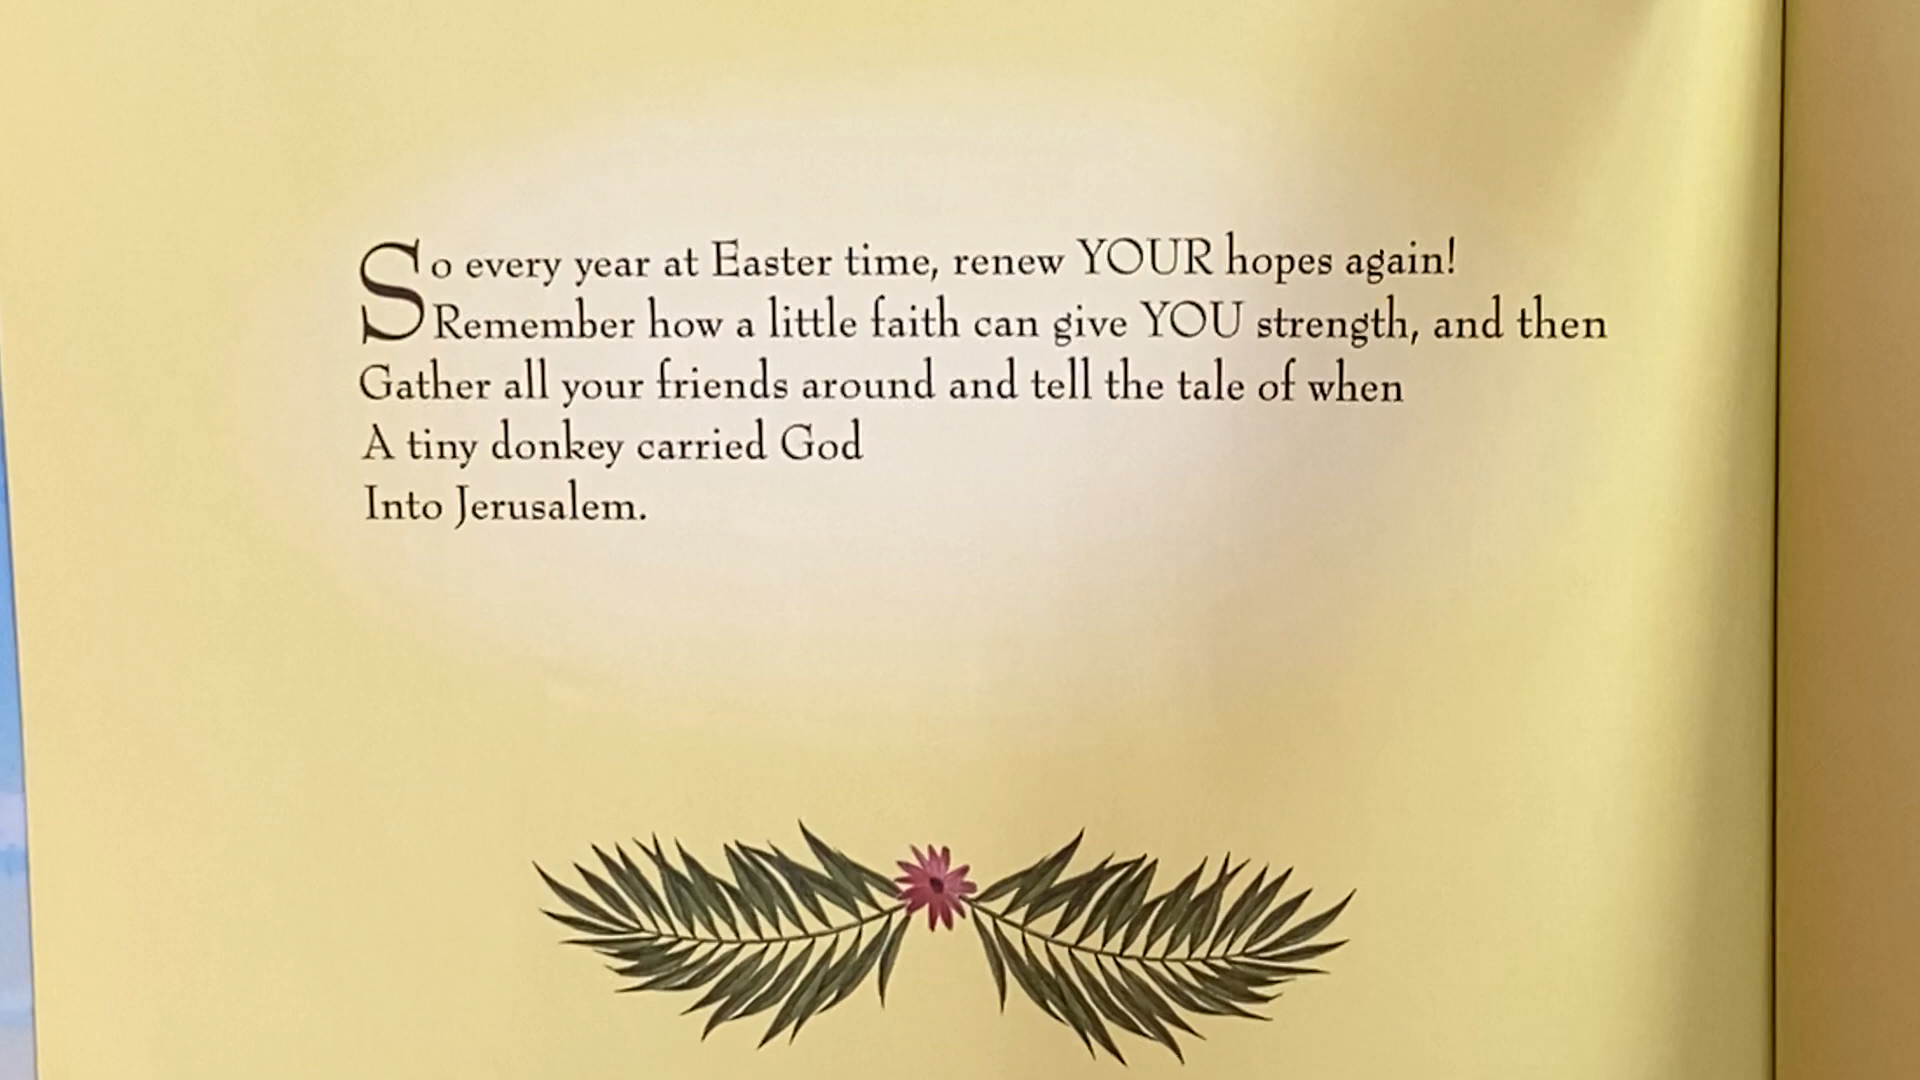 So every year at Easter time, renew YOUR hopes again!
Remember how a little faith can give YOU strength, and then
Gather all your friends around and tell the tale of when
A tiny donkey carried God
Into Jerusalem.